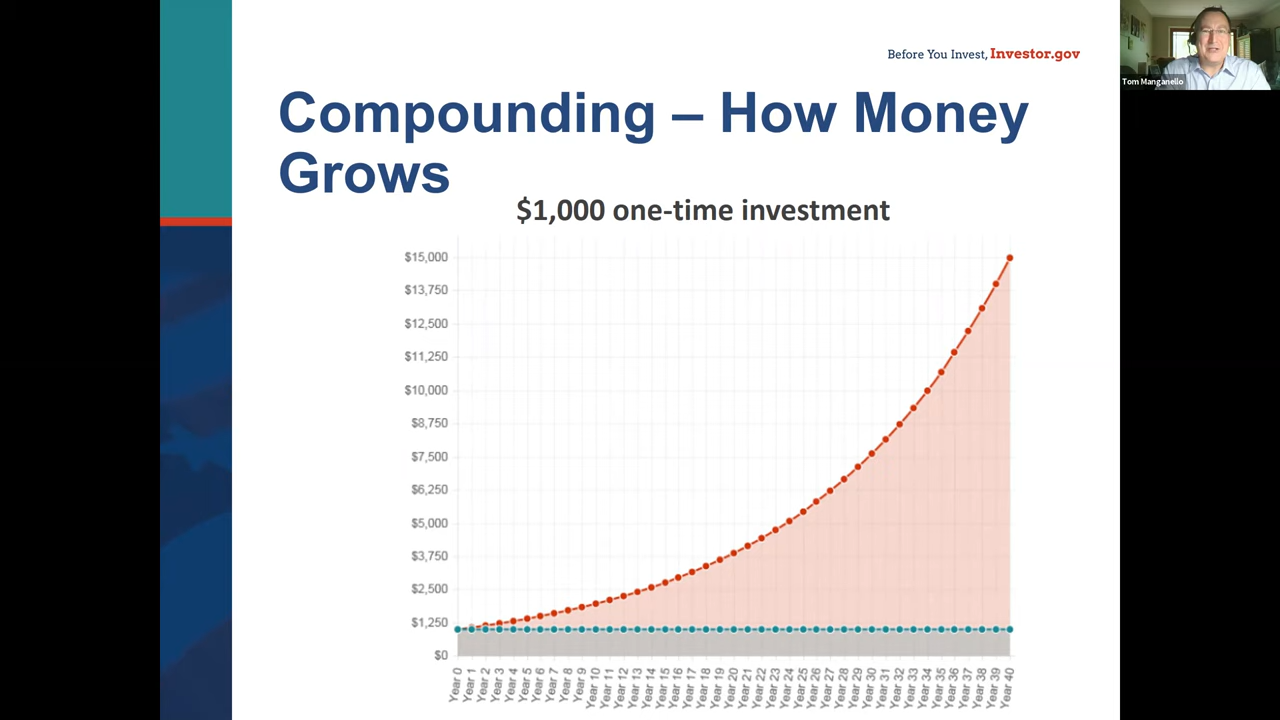 Before You Invest, Investor.gov
Tom Manganello
Compounding – How Money
Grows
$1,000 one-time investment
$15,000
$13,750
$12,500
$11,250
$10,000
$8,750
$7,500
$6,250
$5,000
$3,750
$2,500
$1,250
$0
Year 0
Year 1
Year 2
Year 3
Year 4
Year 5
Year 6
Year 7
Year 8
Year 9
Year 10
Year 11
Year 12
Year 13
Year 14
Year 15
Year 16
Year 17
Year 18
Year 19
Year 20
Year 21
Year 22
Year 23
Year 24
Year 25
Year 26
Year 27
Year 28
Year 29
Year 30
Year 31
Year 32
Year 33
Year 34
Year 35
Year 36
Year 37
Year 38
Year 39
Year 40